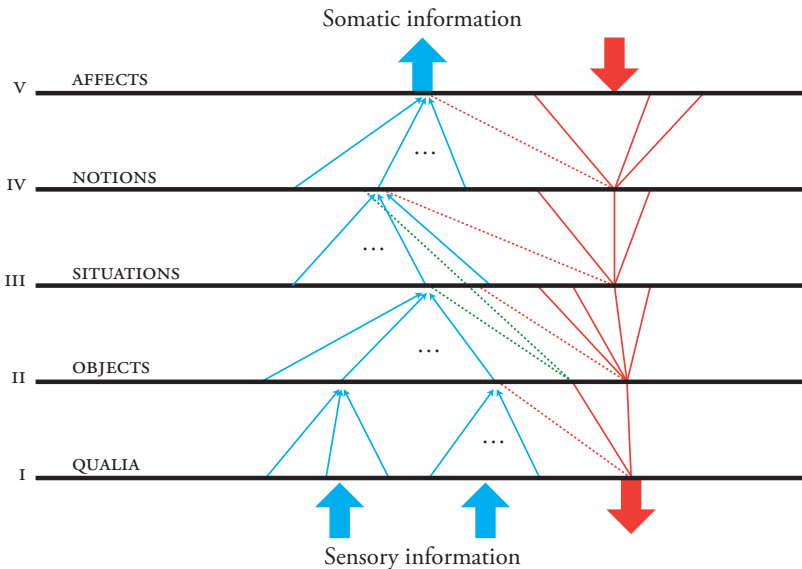 Somatic information
V AFFECTS
...
IV NOTIONS
...
III SITUATIONS
...
II OBJECTS
...
I QUALIA
Sensory information